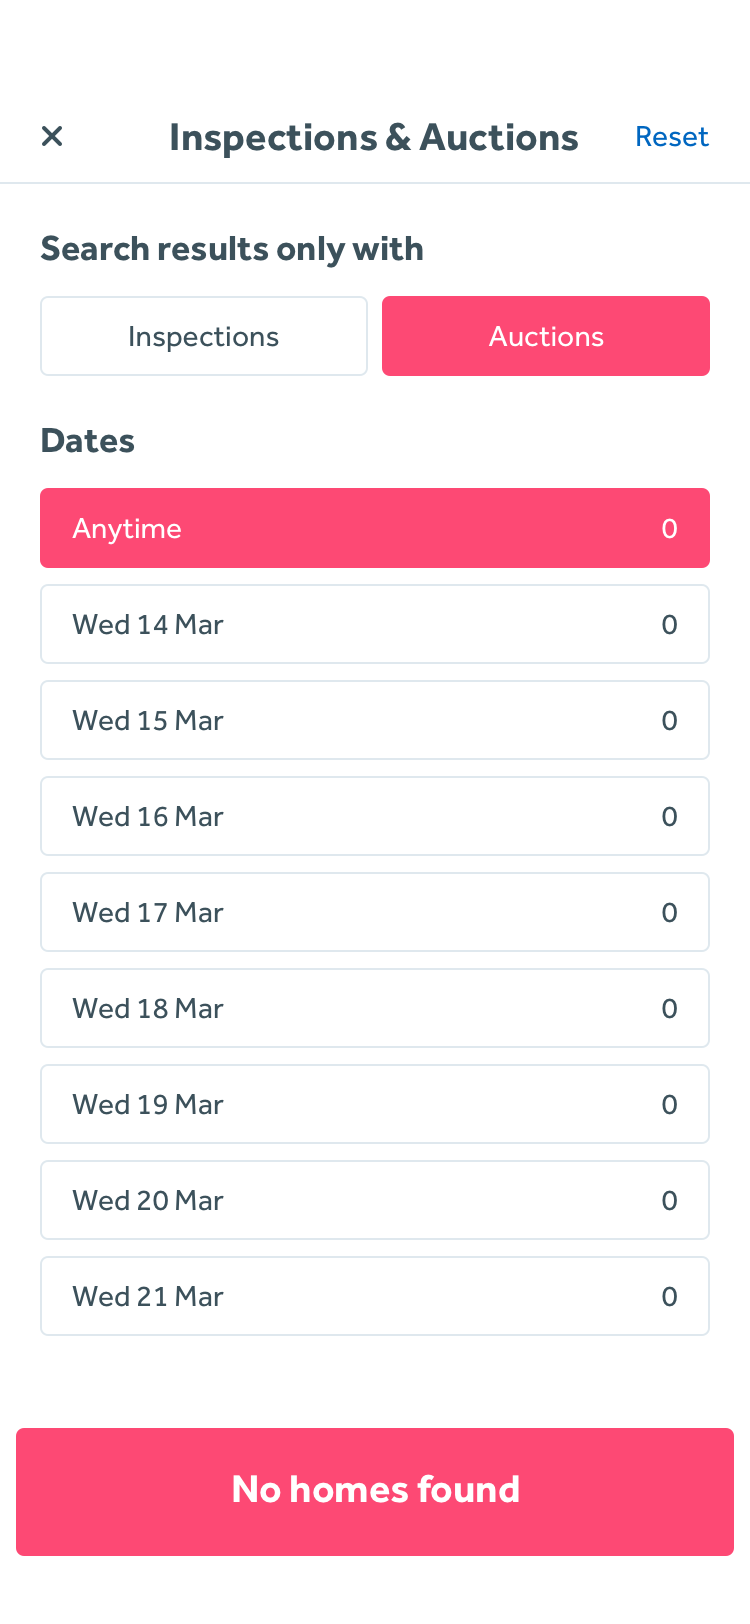 Inspections & Auctions Reset
Search results only with
Inspections Auctions
Dates
Anytime 0
Wed 14 Mar 0
Wed 15 Mar 0
Wed 16 Mar 0
Wed 17 Mar 0
Wed 18 Mar 0
Wed 19 Mar 0
Wed 20 Mar 0
Wed 21 Mar 0
No homes found